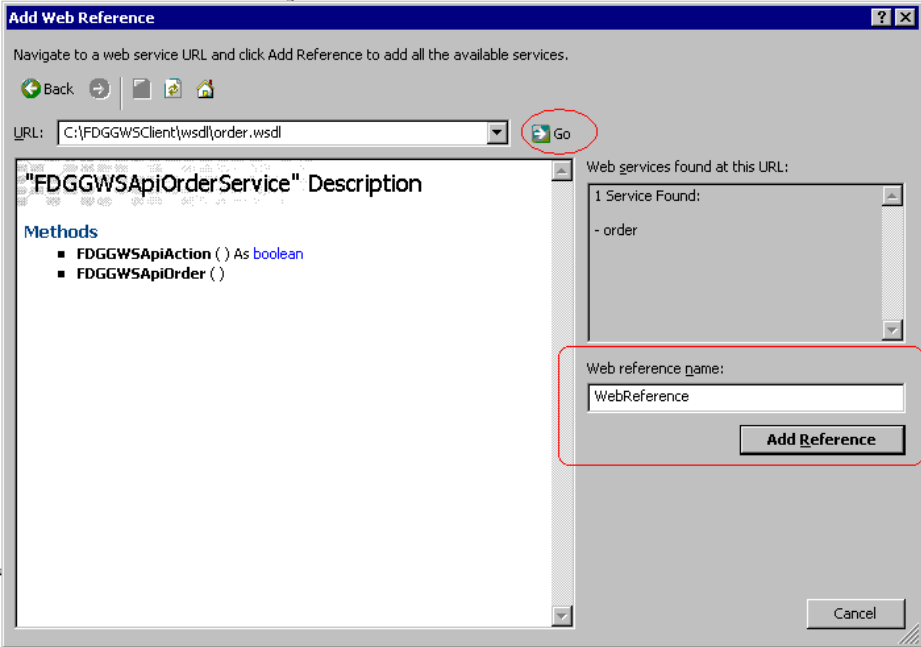 Add Web Reference
Navigate to a web service URL and click Add Reference to add all the available services.
Back
URL: C:\FDGGWSClient\wsdl\order.wsdl Go
"FDGGWSApiOrderService" Description
Methods
FDGGWSApiAction ( ) As boolean
FDGGWSApiOrder ( )
Web services found at this URL:
1 Service Found:
- order
Web reference name:
WebReference
Add Reference
Cancel